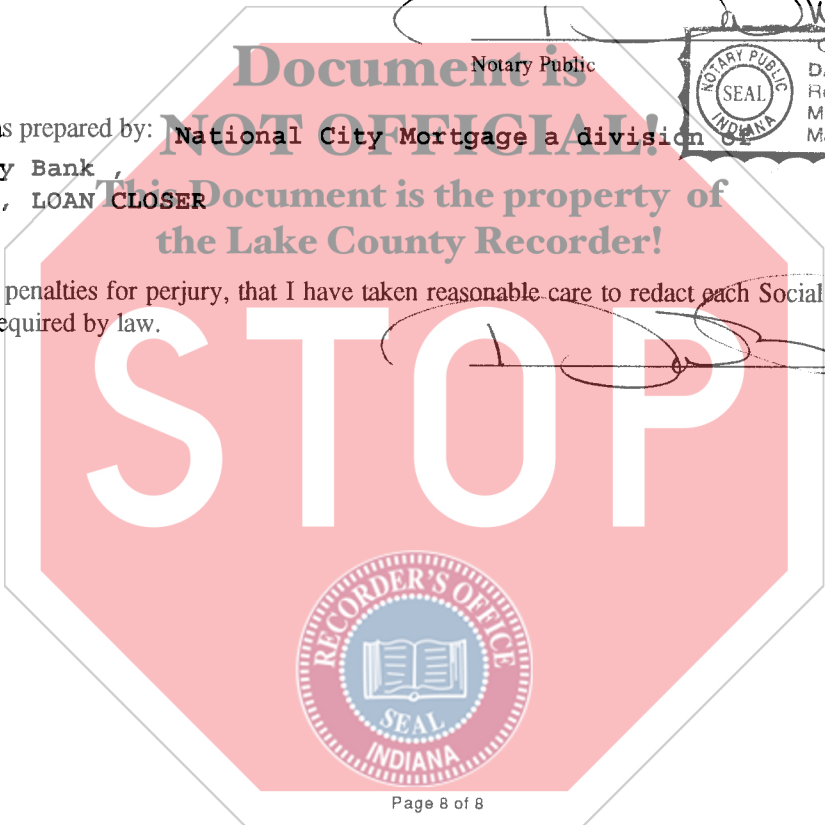 Notary Public
NOTARY PUBLIC
SEAL
INDIANA
Document is
NOT OFFICIAL!
This Document is the property of
the Lake County Recorder!
prepared by: National City Mortgage a division of
Bank ,
, LOAN CLOSER
penalties for perjury, that I have taken reasonable care to redact each Social
required by law.
STOP
RECORDER'S OFFICE
SEAL
INDIANA
Page 8 of 8